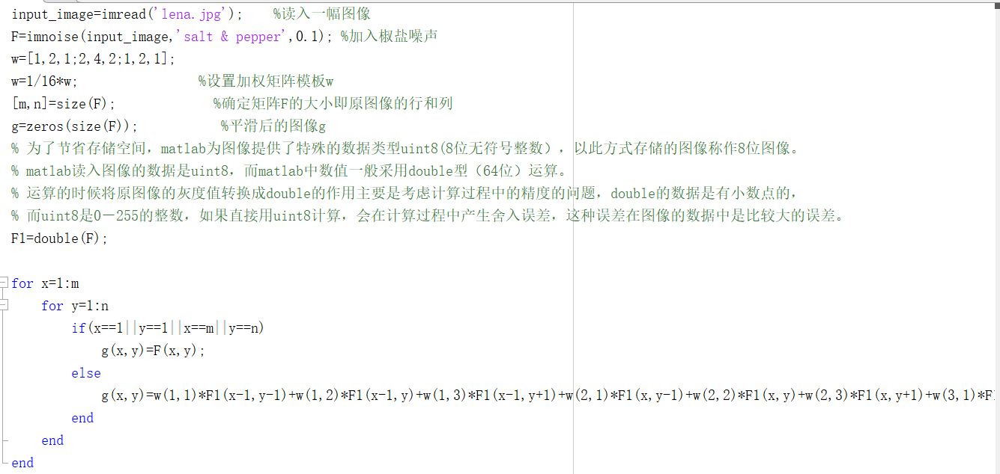 input_image=imread('lena.jpg');    %读入一幅图像
F=imnoise(input_image,'salt & pepper',0.1); %加入椒盐噪声
w=[1,2,1;2,4,2;1,2,1];
w=1/16*w;                %设置加权矩阵模板w
[m,n]=size(F);             %确定矩阵F的大小即原图像的行和列
g=zeros(size(F));           %平滑后的图像g
% 为了节省存储空间，matlab为图像提供了特殊的数据类型uint8(8位无符号整数），以此方式存储的图像称作8位图像。
% matlab读入图像的数据是uint8，而matlab中数值一般采用double型（64位）运算。
% 运算的时候将原图像的灰度值转换成double的作用主要是考虑计算过程中的精度的问题，double的数据是有小数点的，
% 而uint8是0－255的整数，如果直接用uint8计算，会在计算过程中产生舍入误差，这种误差在图像的数据中是比较大的误差。
F1=double(F);
for x=1:m
    for y=1:n
        if(x==1||y==1||x==m||y==n)
            g(x,y)=F(x,y);
        else
            g(x,y)=w(1,1)*F1(x-1,y-1)+w(1,2)*F1(x-1,y)+w(1,3)*F1(x-1,y+1)+w(2,1)*F1(x,y-1)+w(2,2)*F1(x,y)+w(2,3)*F1(x,y+1)+w(3,1)*F
        end
    end
end